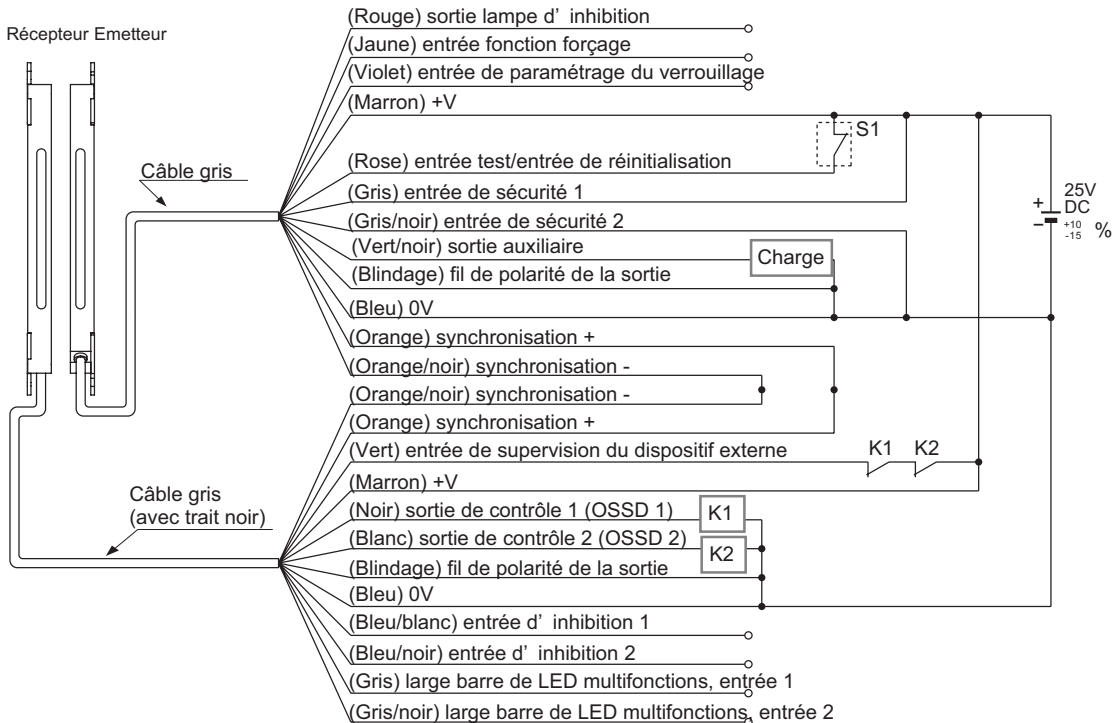 Récepteur Emetteur
(Rouge) sortie lampe d' inhibition
(Jaune) entrée fonction forçage
(Violet) entrée de paramétrage du verrouillage
(Marron) +V
S1
(Rose) entrée test/entrée de réinitialisation
Câble gris
(Gris) entrée de sécurité 1
(Gris/noir) entrée de sécurité 2
+
−
25V
DC
+10
-15 %
(Vert/noir) sortie auxiliaire
Charge
(Blindage) fil de polarité de la sortie
(Bleu) 0V
(Orange) synchronisation +
(Orange/noir) synchronisation -
(Orange/noir) synchronisation -
(Orange) synchronisation +
(Vert) entrée de supervision du dispositif externe
K1 K2
(Marron) +V
Câble gris
(avec trait noir)
(Noir) sortie de contrôle 1 (OSSD 1)
K1
(Blanc) sortie de contrôle 2 (OSSD 2)
K2
(Blindage) fil de polarité de la sortie
(Bleu) 0V
(Bleu/blanc) entrée d' inhibition 1
(Bleu/noir) entrée d' inhibition 2
(Gris) large barre de LED multifonctions, entrée 1
(Gris/noir) large barre de LED multifonctions, entrée 2